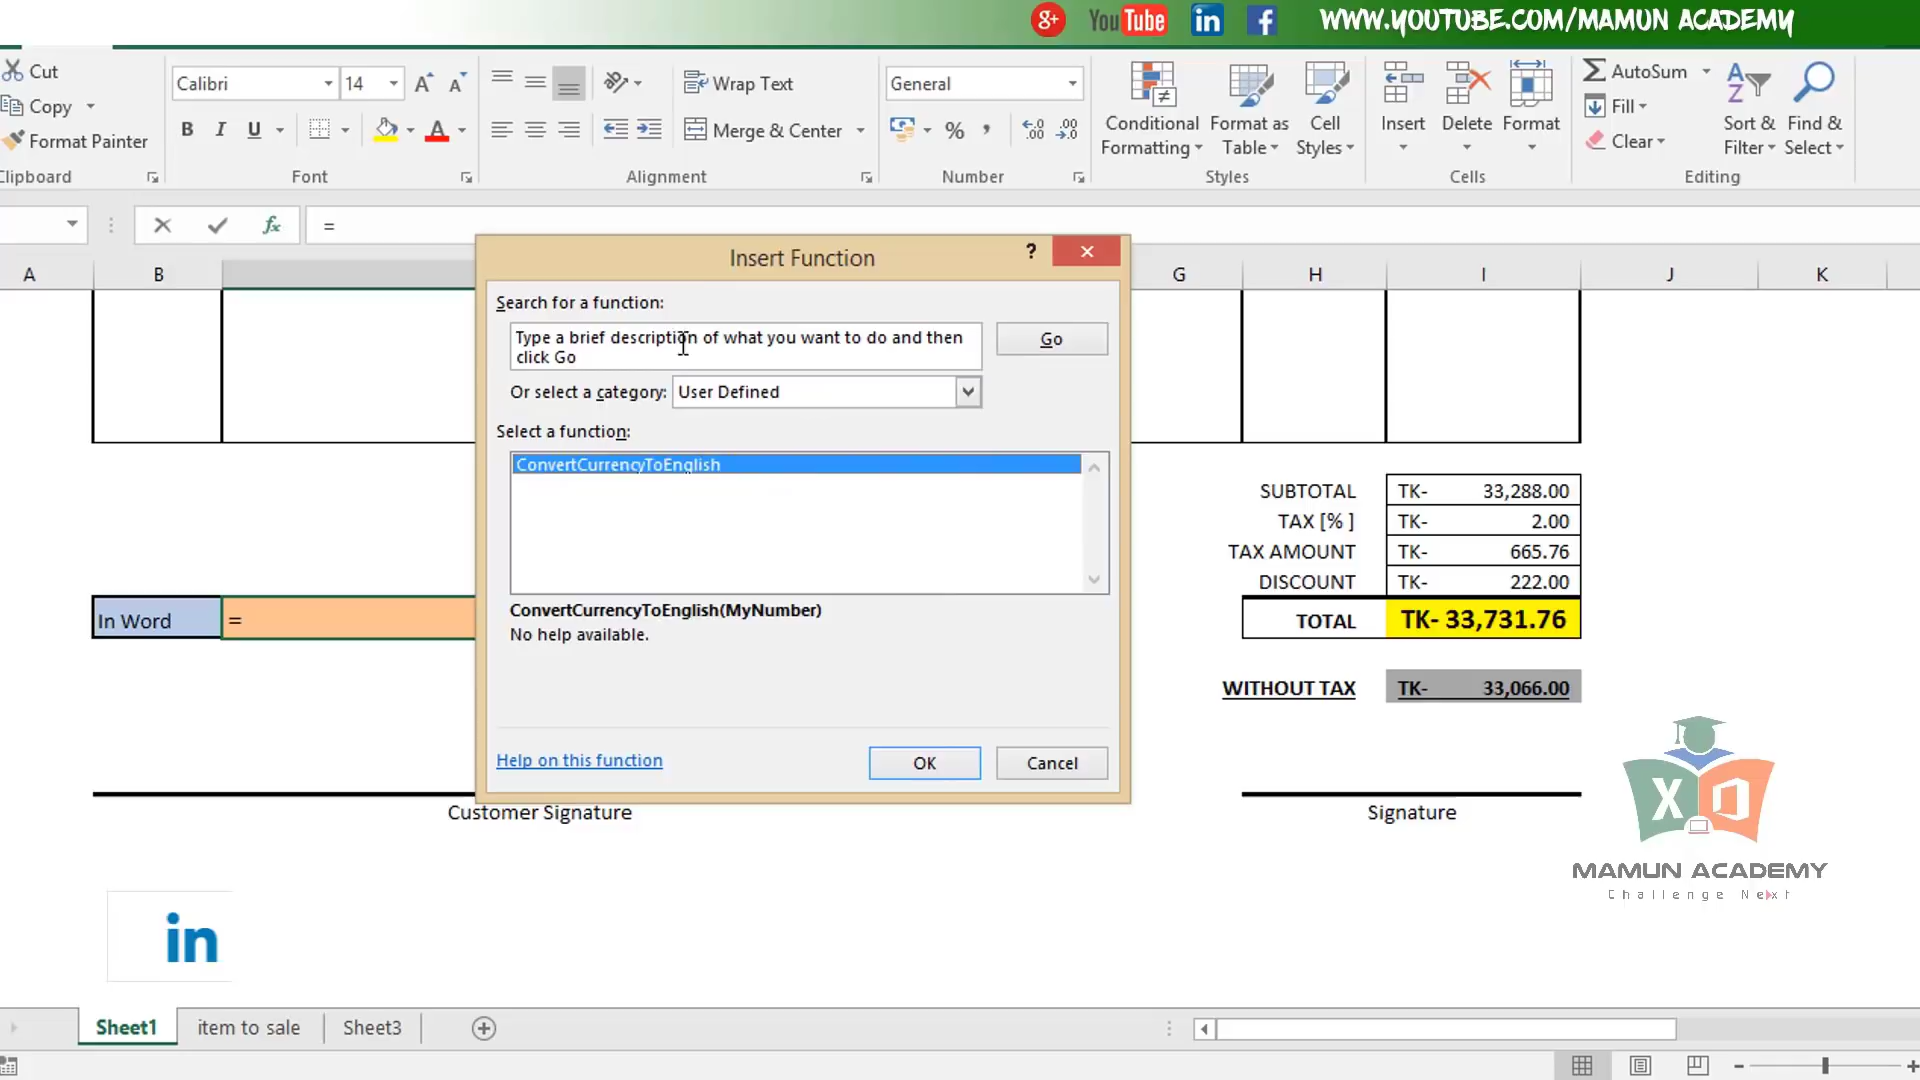 g+ You Tube in f WWW.YOUTUBE.COM/MAMUN ACADEMY
Cut
Copy
Format Painter
Clipboard
Calibri 14 A A
B I U A
Font
Wrap Text
Merge & Center
Alignment
General
% , .00 .0
Number
Conditional Formatting
Format as Table
Cell Styles
Styles
Insert
Delete
Format
Cells
AutoSum
Fill
Clear
Sort & Filter
Find & Select
Editing
fx =
A B G H I J K
Insert Function ?
Search for a function:
Type a brief description of what you want to do and then
click Go
Go
Or select a category: User Defined
Select a function:
ConvertCurrencyToEnglish
ConvertCurrencyToEnglish(MyNumber)
No help available.
Help on this function
OK
Cancel
SUBTOTAL TK- 33,288.00
TAX [% ] TK- 2.00
TAX AMOUNT TK- 665.76
DISCOUNT TK- 222.00
In Word =
TOTAL TK- 33,731.76
WITHOUT TAX TK- 33,066.00
Customer Signature
Signature
X O
MAMUN ACADEMY
Challenge Next
in
Sheet1 item to sale Sheet3